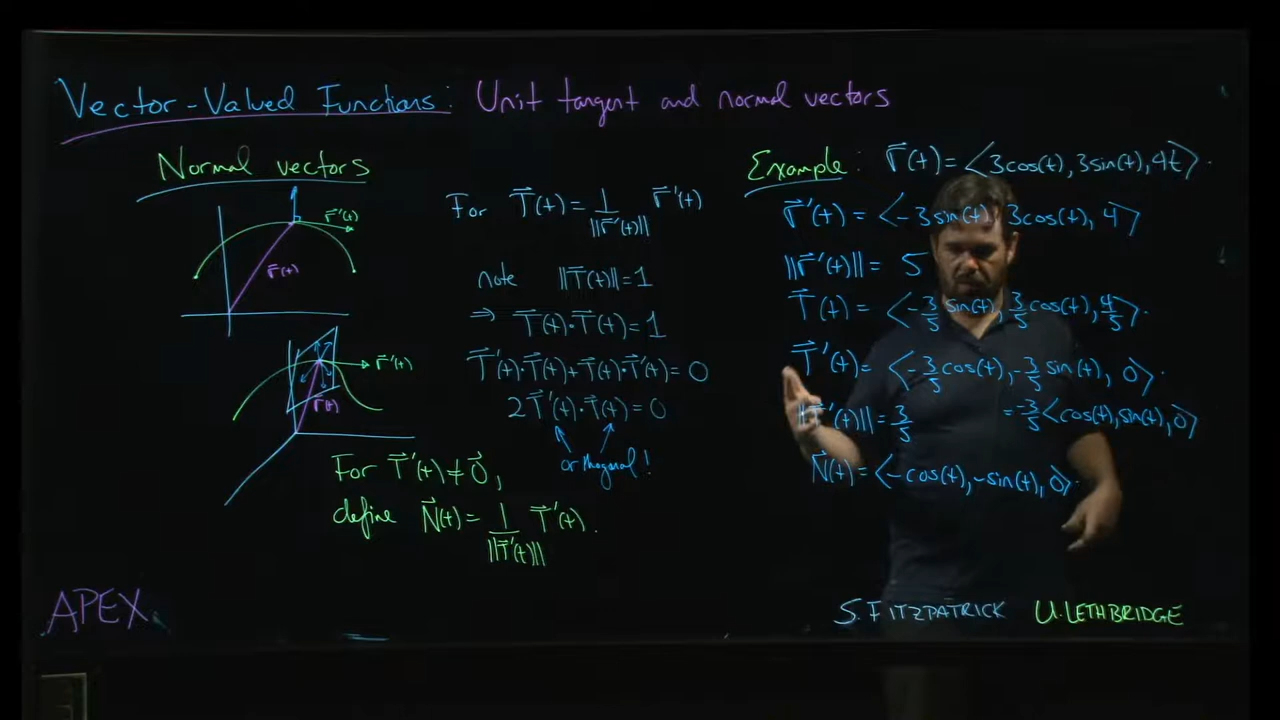 Vector-Valued Functions: Unit tangent and normal vectors
Normal vectors
r⃗'(t)
r⃗(t)
r⃗'(t)
r⃗(t)
For T⃗(t) = 1/||r⃗'(t)|| r⃗'(t)
note ||T⃗(t)|| = 1
⇒ T⃗(t)·T⃗(t) = 1
T⃗'(t)·T⃗(t)+T⃗(t)·T⃗'(t) = 0
2T⃗'(t)·T⃗(t) = 0
orthogonal!
For T⃗'(t) ≠ 0⃗,
define N⃗(t) = 1/||T⃗'(t)|| T⃗'(t).
Example: r⃗(t) = ⟨3cos(t), 3sin(t), 4t⟩.
r⃗'(t) = ⟨-3sin(t), 3cos(t), 4⟩
||r⃗'(t)|| = 5
T⃗(t) = ⟨-3/5 sin(t), 3/5 cos(t), 4/5⟩.
T⃗'(t) = ⟨-3/5 cos(t), -3/5 sin(t), 0⟩.
||T⃗'(t)|| = 3/5 = -3/5 ⟨cos(t), sin(t), 0⟩
N⃗(t) = ⟨-cos(t), -sin(t), 0⟩.
APEX
S. FITZPATRICK U. LETHBRIDGE